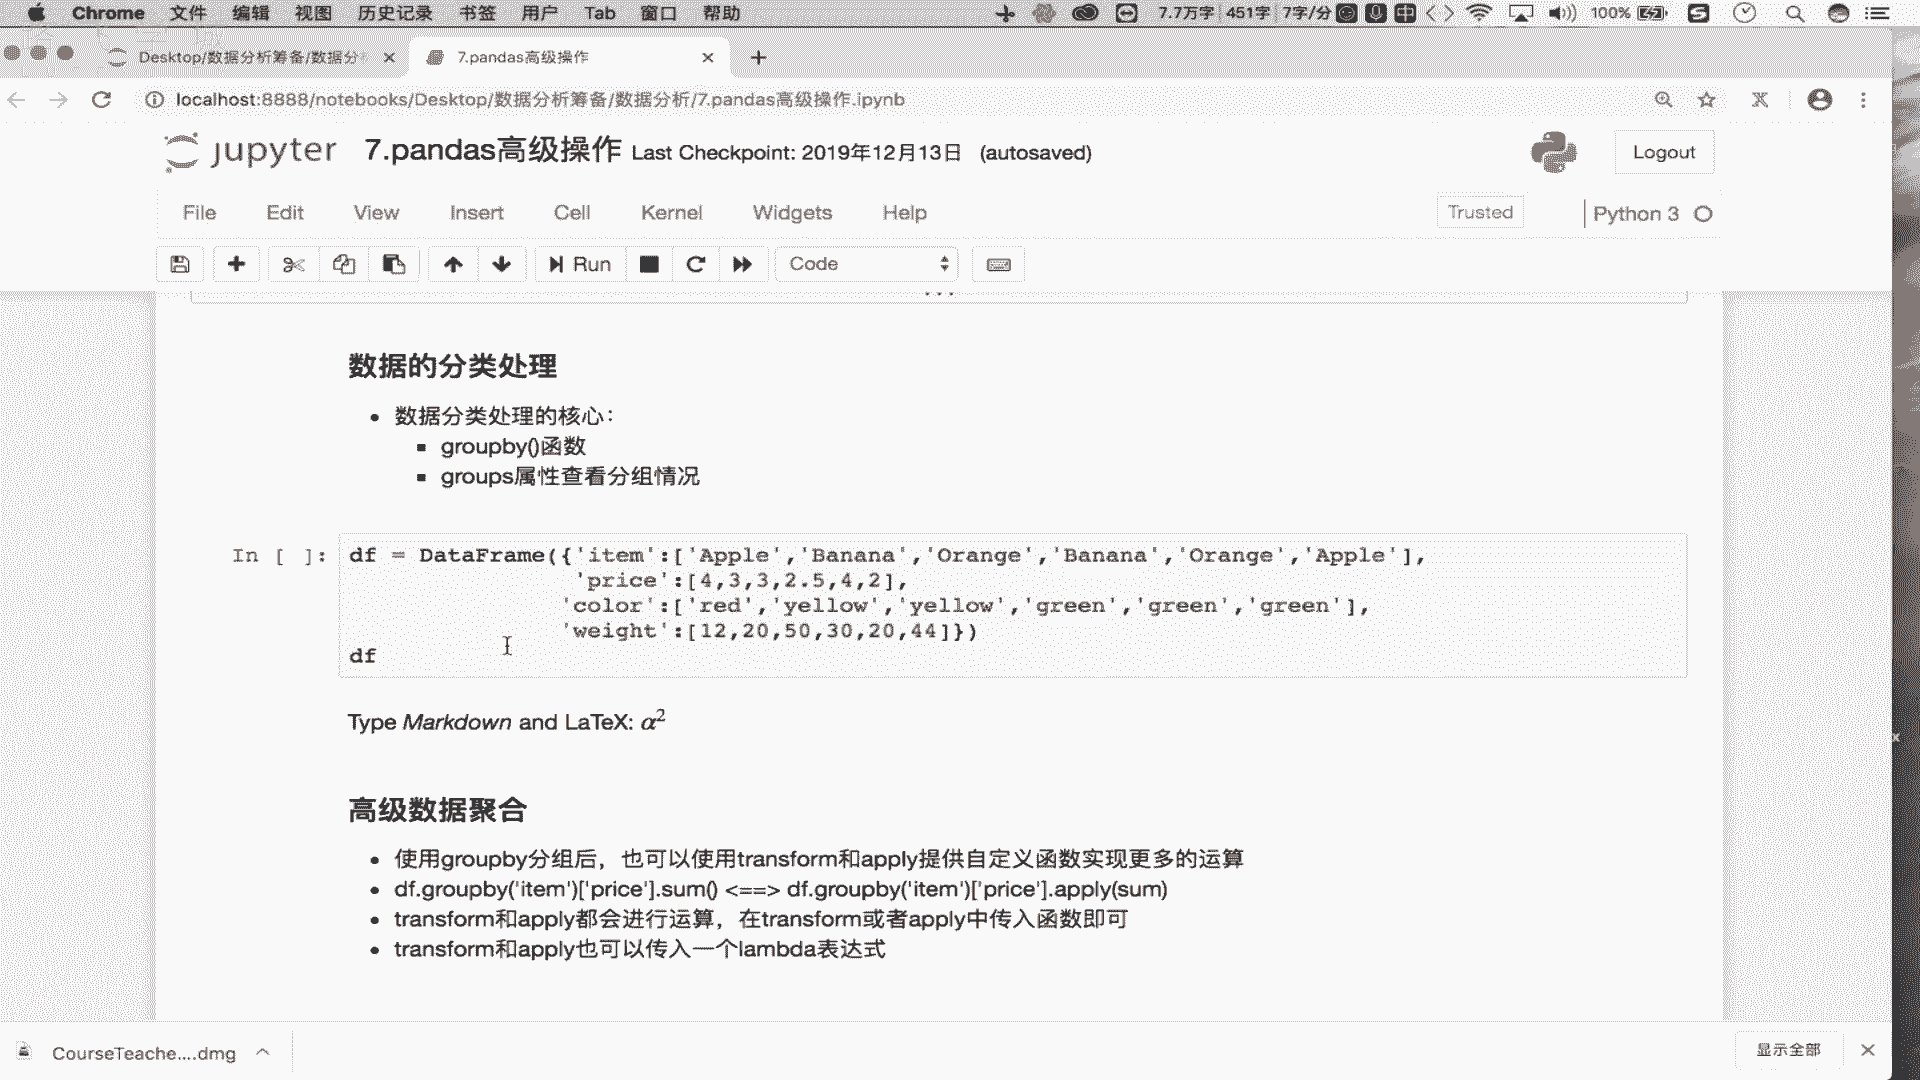 Chrome 文件 编辑 视图 历史记录 书签 用户 Tab 窗口 帮助 7.7万字 451字 7字/分 中 100%
Desktop/数据分析筹备/数据分 7.pandas高级操作
localhost:8888/notebooks/Desktop/数据分析筹备/数据分析/7.pandas高级操作.ipynb
jupyter 7.pandas高级操作 Last Checkpoint: 2019年12月13日 (autosaved) Logout
File Edit View Insert Cell Kernel Widgets Help Trusted Python 3
Run Code
数据的分类处理
数据分类处理的核心：
groupby()函数
groups属性查看分组情况
In [ ]: df = DataFrame({'item':['Apple','Banana','Orange','Banana','Orange','Apple'],
'price':[4,3,3,2.5,4,2],
'color':['red','yellow','yellow','green','green','green'],
'weight':[12,20,50,30,20,44]})
df
Type Markdown and LaTeX: α²
高级数据聚合
使用groupby分组后，也可以使用transform和apply提供自定义函数实现更多的运算
df.groupby('item')['price'].sum() <==> df.groupby('item')['price'].apply(sum)
transform和apply都会进行运算，在transform或者apply中传入函数即可
transform和apply也可以传入一个lambda表达式
CourseTeache....dmg 显示全部